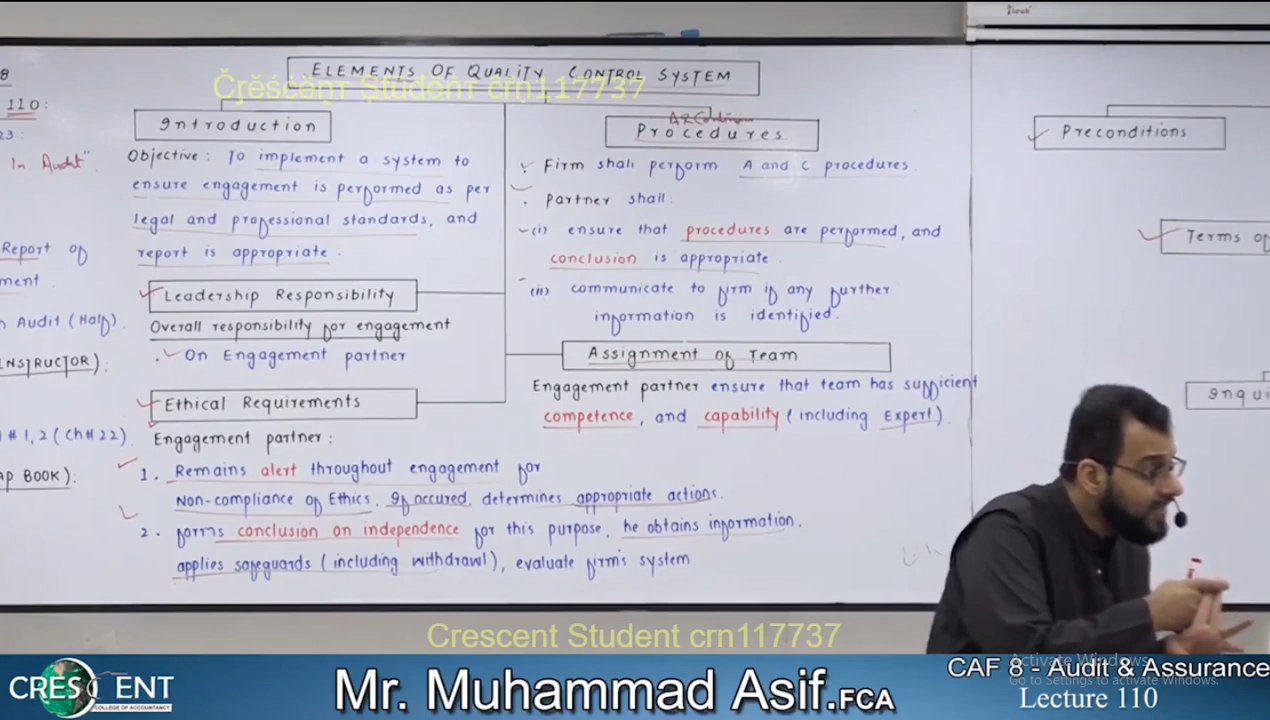 8
110:
23:
In Audit"
Report of
ment
n Audit (Half).
INSTRUCTOR):
# 1, 2 (Ch# 22).
AP BOOK).
ELEMENTS OF QUALITY CONTROL SYSTEM
Crescent Student crn117737
Introduction
Objective: To implement a system to
ensure engagement is performed as per
legal and professional standards, and
report is appropriate.
Leadership Responsibility
Overall responsibility for engagement
. On Engagement partner
Ethical Requirements
Engagement partner:
1. Remains alert throughout engagement for
Non-compliance of Ethics. If occured, determines appropriate actions.
2. forms conclusion on independence for this purpose, he obtains information.
applies safeguards (including withdrawl), evaluate firm's system
Procedures
. Firm shall perform A and C procedures.
. Partner shall:
(i) ensure that procedures are performed, and
conclusion is appropriate.
(ii) communicate to firm if any further
information is identified.
Assignment of Team
Engagement partner ensure that team has sufficient
competence, and capability (including Expert).
Preconditions
Terms of
Inqui
Crescent Student crn117737
CRESCENT
COLLEGE OF ACCOUNTANCY
Mr. Muhammad Asif.FCA
CAF 8 - Audit & Assurance
Lecture 110
Activate Windows
Go to Settings to activate Windows.